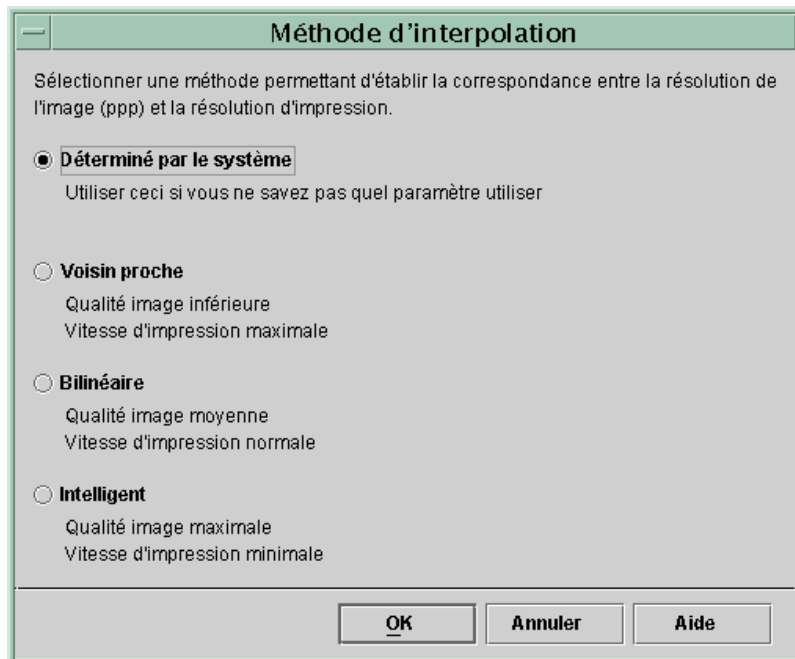 Méthode d'interpolation
Sélectionner une méthode permettant d'établir la correspondance entre la résolution de
l'image (ppp) et la résolution d'impression.
Déterminé par le système
Utiliser ceci si vous ne savez pas quel paramètre utiliser
Voisin proche
Qualité image inférieure
Vitesse d'impression maximale
Bilinéaire
Qualité image moyenne
Vitesse d'impression normale
Intelligent
Qualité image maximale
Vitesse d'impression minimale
OK Annuler Aide